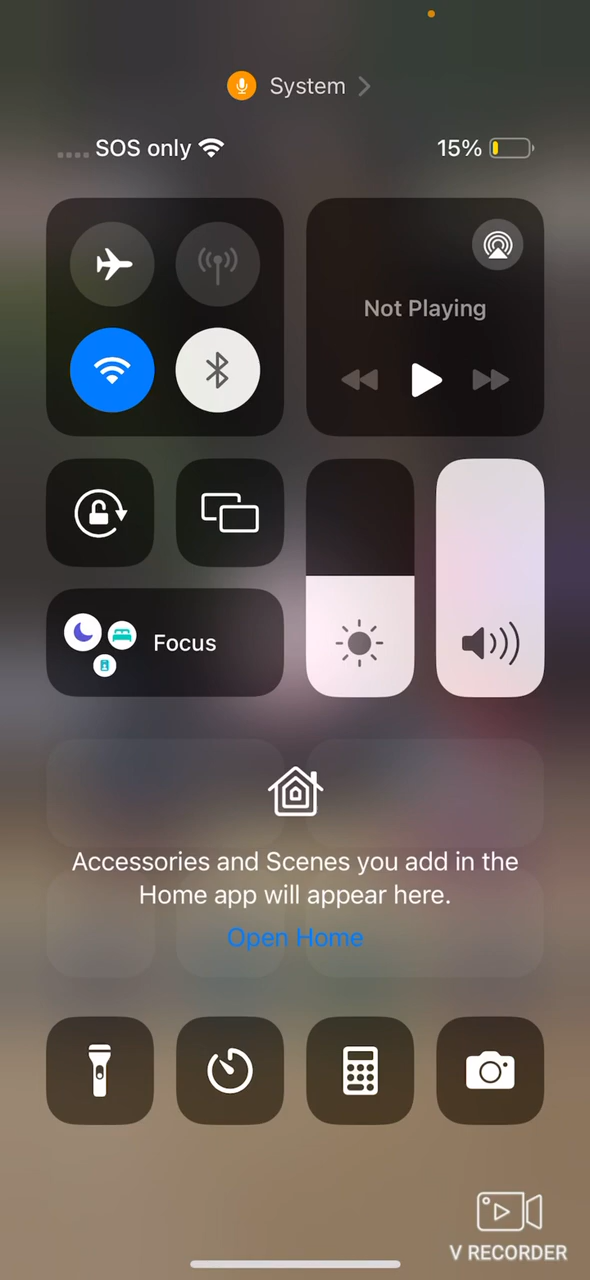 System
SOS only
15%
Not Playing
Focus
Accessories and Scenes you add in the
Home app will appear here.
Open Home
V RECORDER